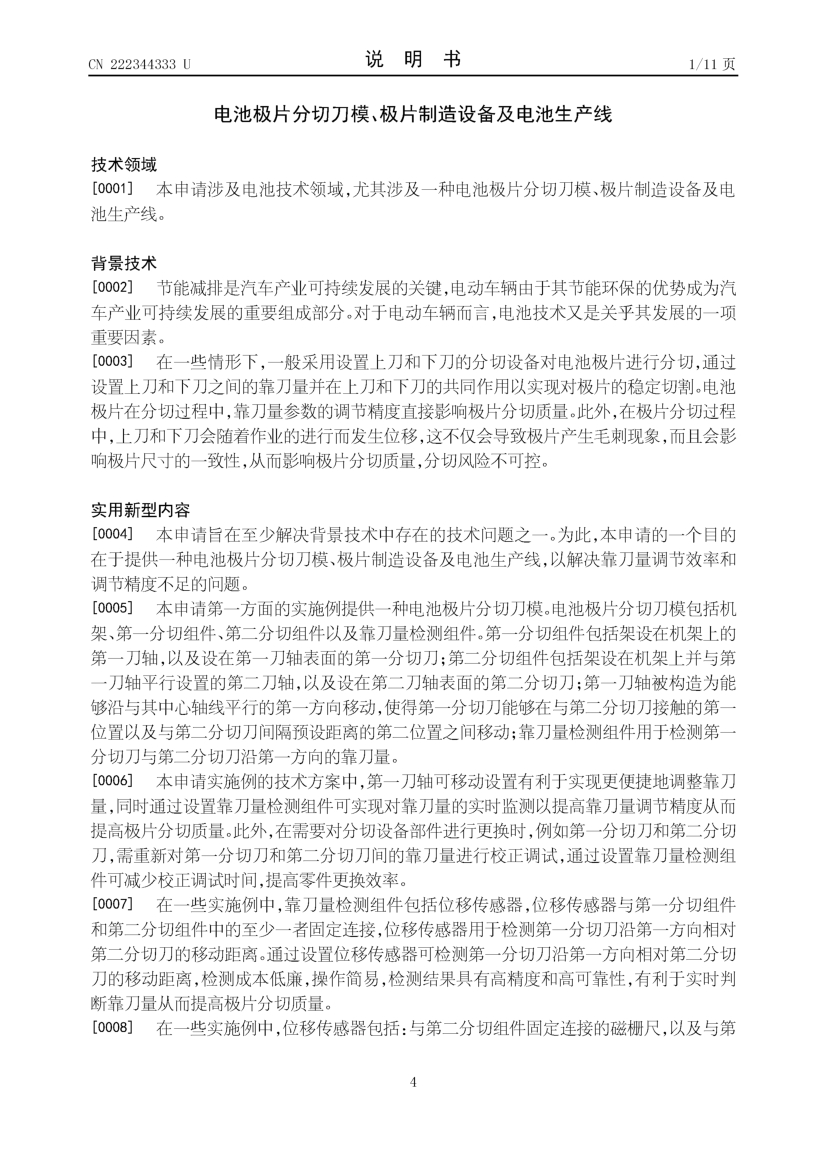 CN 222344333 U
说 明 书
1/11 页
电池极片分切刀模、极片制造设备及电池生产线
技术领域
[0001] 本申请涉及电池技术领域,尤其涉及一种电池极片分切刀模、极片制造设备及电
池生产线。
背景技术
[0002] 节能减排是汽车产业可持续发展的关键,电动车辆由于其节能环保的优势成为汽
车产业可持续发展的重要组成部分。对于电动车辆而言,电池技术又是关乎其发展的一项
重要因素。
[0003] 在一些情形下,一般采用设置上刀和下刀的分切设备对电池极片进行分切,通过
设置上刀和下刀之间的靠刀量并在上刀和下刀的共同作用以实现对极片的稳定切割。电池
极片在分切过程中,靠刀量参数的调节精度直接影响极片分切质量。此外,在极片分切过程
中,上刀和下刀会随着作业的进行而发生位移,这不仅会导致极片产生毛刺现象,而且会影
响极片尺寸的一致性,从而影响极片分切质量,分切风险不可控。
实用新型内容
[0004] 本申请旨在至少解决背景技术中存在的技术问题之一。为此,本申请的一个目的
在于提供一种电池极片分切刀模、极片制造设备及电池生产线,以解决靠刀量调节效率和
调节精度不足的问题。
[0005] 本申请第一方面的实施例提供一种电池极片分切刀模。电池极片分切刀模包括机
架、第一分切组件、第二分切组件以及靠刀量检测组件。第一分切组件包括架设在机架上的
第一刀轴,以及设在第一刀轴表面的第一分切刀;第二分切组件包括架设在机架上并与第
一刀轴平行设置的第二刀轴,以及设在第二刀轴表面的第二分切刀;第一刀轴被构造为能
够沿与其中心轴线平行的第一方向移动,使得第一分切刀能够在与第二分切刀接触的第一
位置以及与第二分切刀间隔预设距离的第二位置之间移动;靠刀量检测组件用于检测第一
分切刀与第二分切刀沿第一方向的靠刀量。
[0006] 本申请实施例的技术方案中,第一刀轴可移动设置有利于实现更便捷地调整靠刀
量,同时通过设置靠刀量检测组件可实现对靠刀量的实时监测以提高靠刀量调节精度从而
提高极片分切质量。此外,在需要对分切设备部件进行更换时,例如第一分切刀和第二分切
刀,需重新对第一分切刀和第二分切刀间的靠刀量进行校正调试,通过设置靠刀量检测组
件可减少校正调试时间,提高零件更换效率。
[0007] 在一些实施例中,靠刀量检测组件包括位移传感器,位移传感器与第一分切组件
和第二分切组件中的至少一者固定连接,位移传感器用于检测第一分切刀沿第一方向相对
第二分切刀的移动距离。通过设置位移传感器可检测第一分切刀沿第一方向相对第二分切
刀的移动距离,检测成本低廉,操作简易,检测结果具有高精度和高可靠性,有利于实时判
断靠刀量从而提高极片分切质量。
[0008] 在一些实施例中,位移传感器包括:与第二分切组件固定连接的磁栅尺,以及与第
4